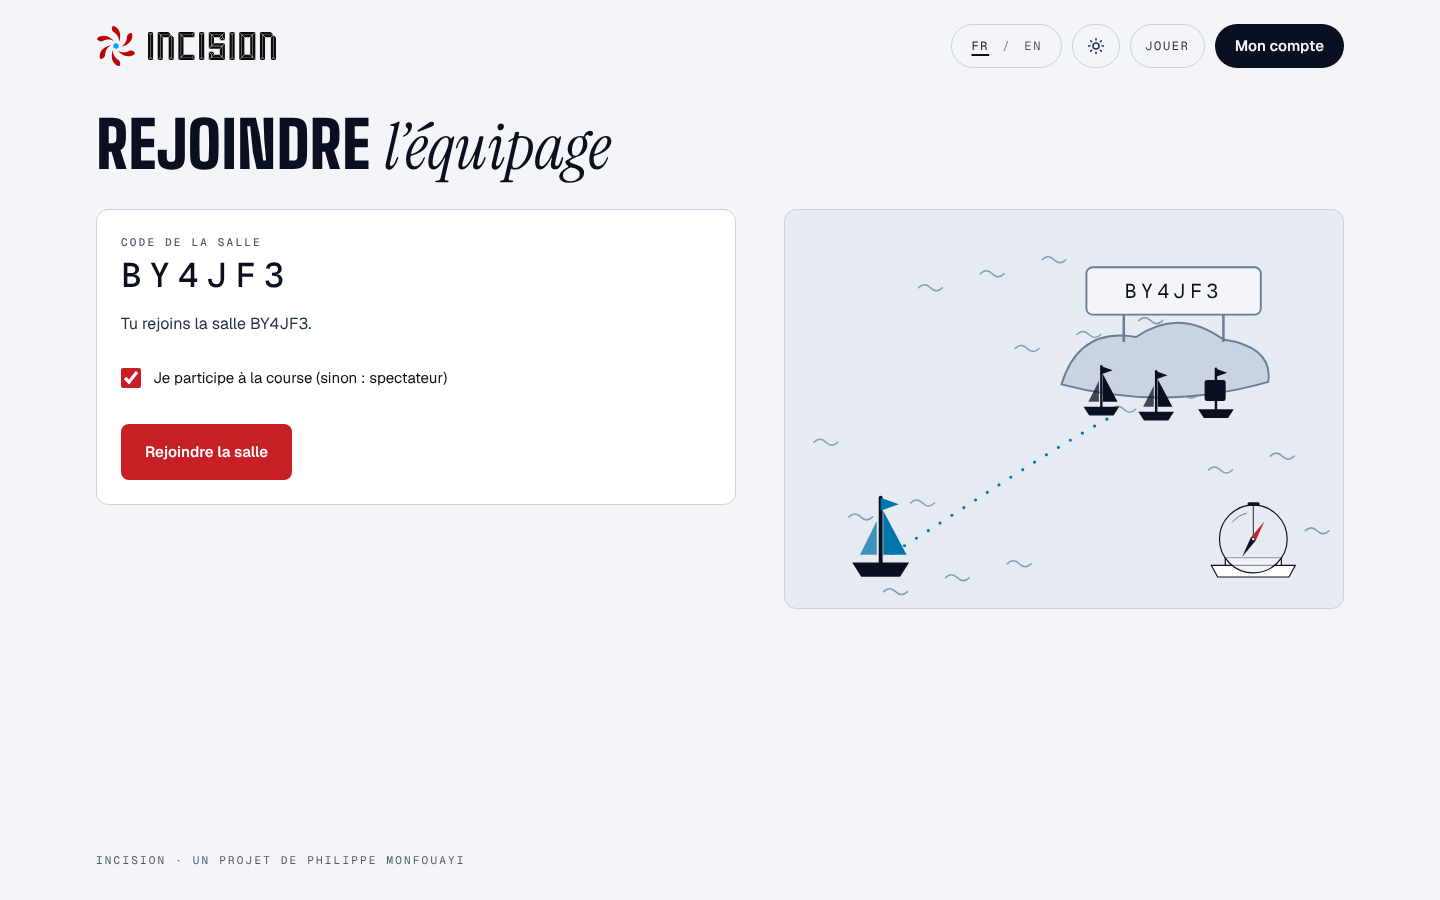 INCISION
FR / EN
JOUER
Mon compte
REJOINDRE l’équipage
CODE DE LA SALLE
BY4JF3
Tu rejoins la salle BY4JF3.
Je participe à la course (sinon : spectateur)
Rejoindre la salle
BY4JF3
INCISION · UN PROJET DE PHILIPPE MONFOUAYI